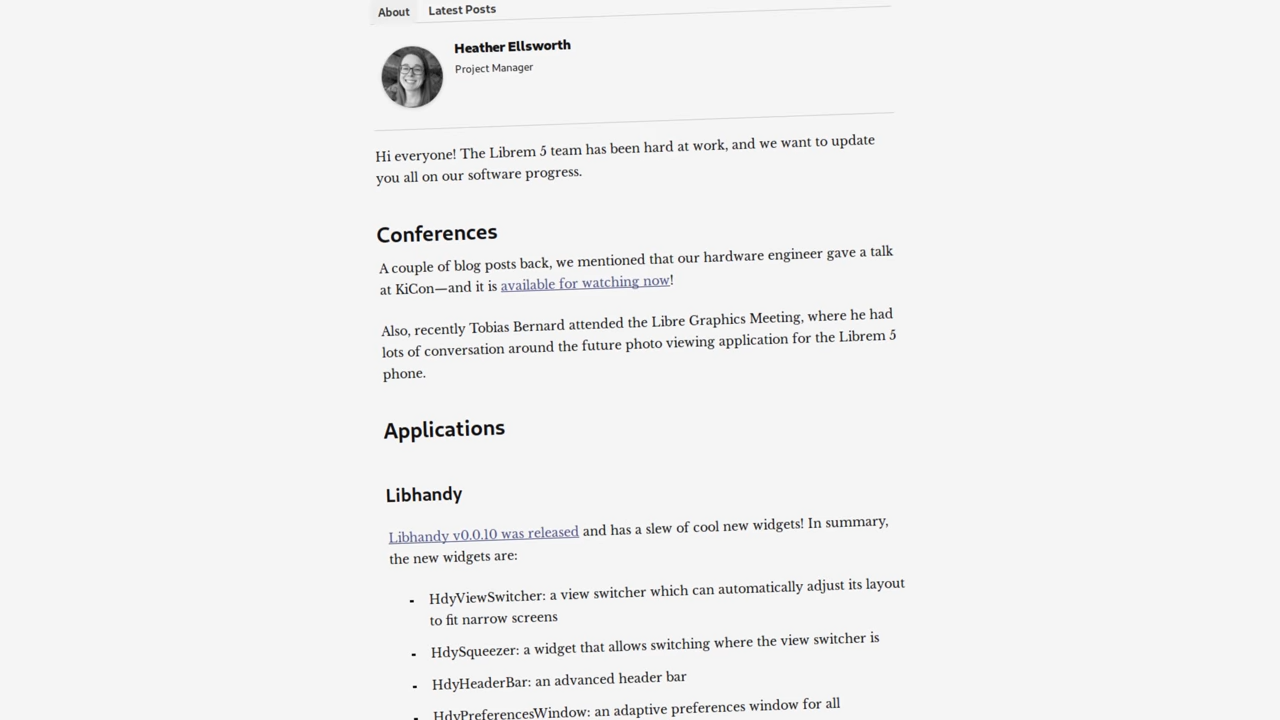 About
Latest Posts
Heather Ellsworth
Project Manager
Hi everyone! The Librem 5 team has been hard at work, and we want to update
you all on our software progress.
Conferences
A couple of blog posts back, we mentioned that our hardware engineer gave a talk
at KiCon—and it is available for watching now!
Also, recently Tobias Bernard attended the Libre Graphics Meeting, where he had
lots of conversation around the future photo viewing application for the Librem 5
phone.
Applications
Libhandy
Libhandy v0.0.10 was released and has a slew of cool new widgets! In summary,
the new widgets are:
- HdyViewSwitcher: a view switcher which can automatically adjust its layout
to fit narrow screens
- HdySqueezer: a widget that allows switching where the view switcher is
- HdyHeaderBar: an advanced header bar
- HdyPreferencesWindow: an adaptive preferences window for all